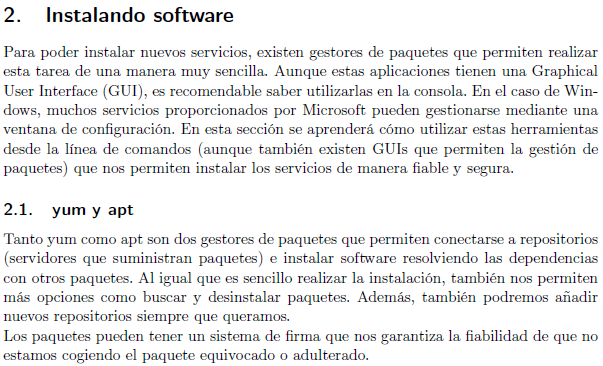 2. Instalando software
Para poder instalar nuevos servicios, existen gestores de paquetes que permiten realizar
esta tarea de una manera muy sencilla. Aunque estas aplicaciones tienen una Graphical
User Interface (GUI), es recomendable saber utilizarlas en la consola. En el caso de Win-
dows, muchos servicios proporcionados por Microsoft pueden gestionarse mediante una
ventana de configuración. En esta sección se aprenderá cómo utilizar estas herramientas
desde la línea de comandos (aunque también existen GUIs que permiten la gestión de
paquetes) que nos permiten instalar los servicios de manera fiable y segura.
2.1. yum y apt
Tanto yum como apt son dos gestores de paquetes que permiten conectarse a repositorios
(servidores que suministran paquetes) e instalar software resolviendo las dependencias
con otros paquetes. Al igual que es sencillo realizar la instalación, también nos permiten
más opciones como buscar y desinstalar paquetes. Además, también podremos añadir
nuevos repositorios siempre que queramos.
Los paquetes pueden tener un sistema de firma que nos garantiza la fiabilidad de que no
estamos cogiendo el paquete equivocado o adulterado.